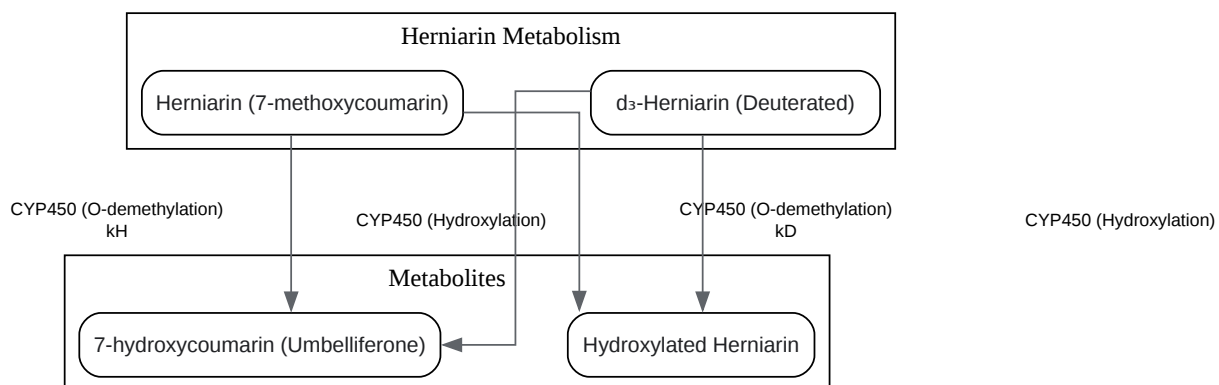 Herniarin Metabolism
Herniarin (7-methoxycoumarin)
d₃-Herniarin (Deuterated)
CYP450 (O-demethylation)
kH
CYP450 (Hydroxylation)
CYP450 (O-demethylation)
kD
CYP450 (Hydroxylation)
Metabolites
7-hydroxycoumarin (Umbelliferone)
Hydroxylated Herniarin